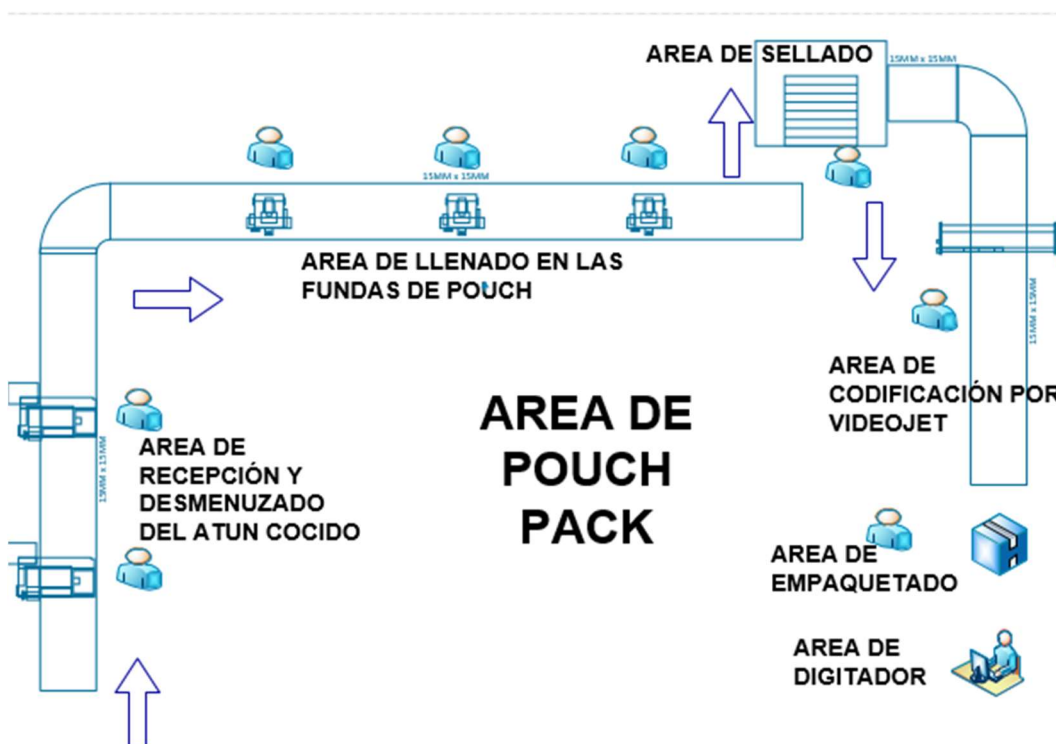 AREA DE SELLADO
15MM x 15MM
15MM x 15MM
AREA DE LLENADO EN LAS
FUNDAS DE POUCH
AREA DE
CODIFICACIÓN POR
VIDEOJET
15MM x 15MM
AREA DE
POUCH
PACK
AREA DE
RECEPCIÓN Y
DESMENUZADO
DEL ATUN COCIDO
15MM x 15MM
AREA DE
EMPAQUETADO
AREA DE
DIGITADOR